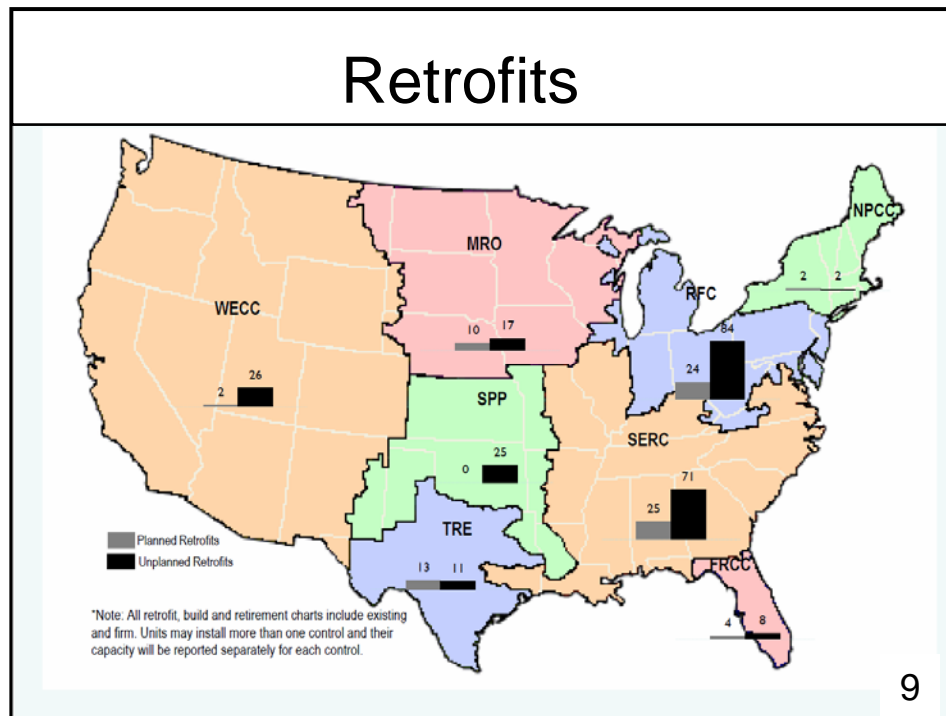 Retrofits
NPCC
2 2
MRO
RFC
WECC
84
10 17
24
26
2
SPP
SERC
25
0
71
25
TRE
Planned Retrofits
Unplanned Retrofits
FRCC
13 11
*Note: All retrofit, build and retirement charts include existing
and firm. Units may install more than one control and their
capacity will be reported separately for each control.
4 8
9